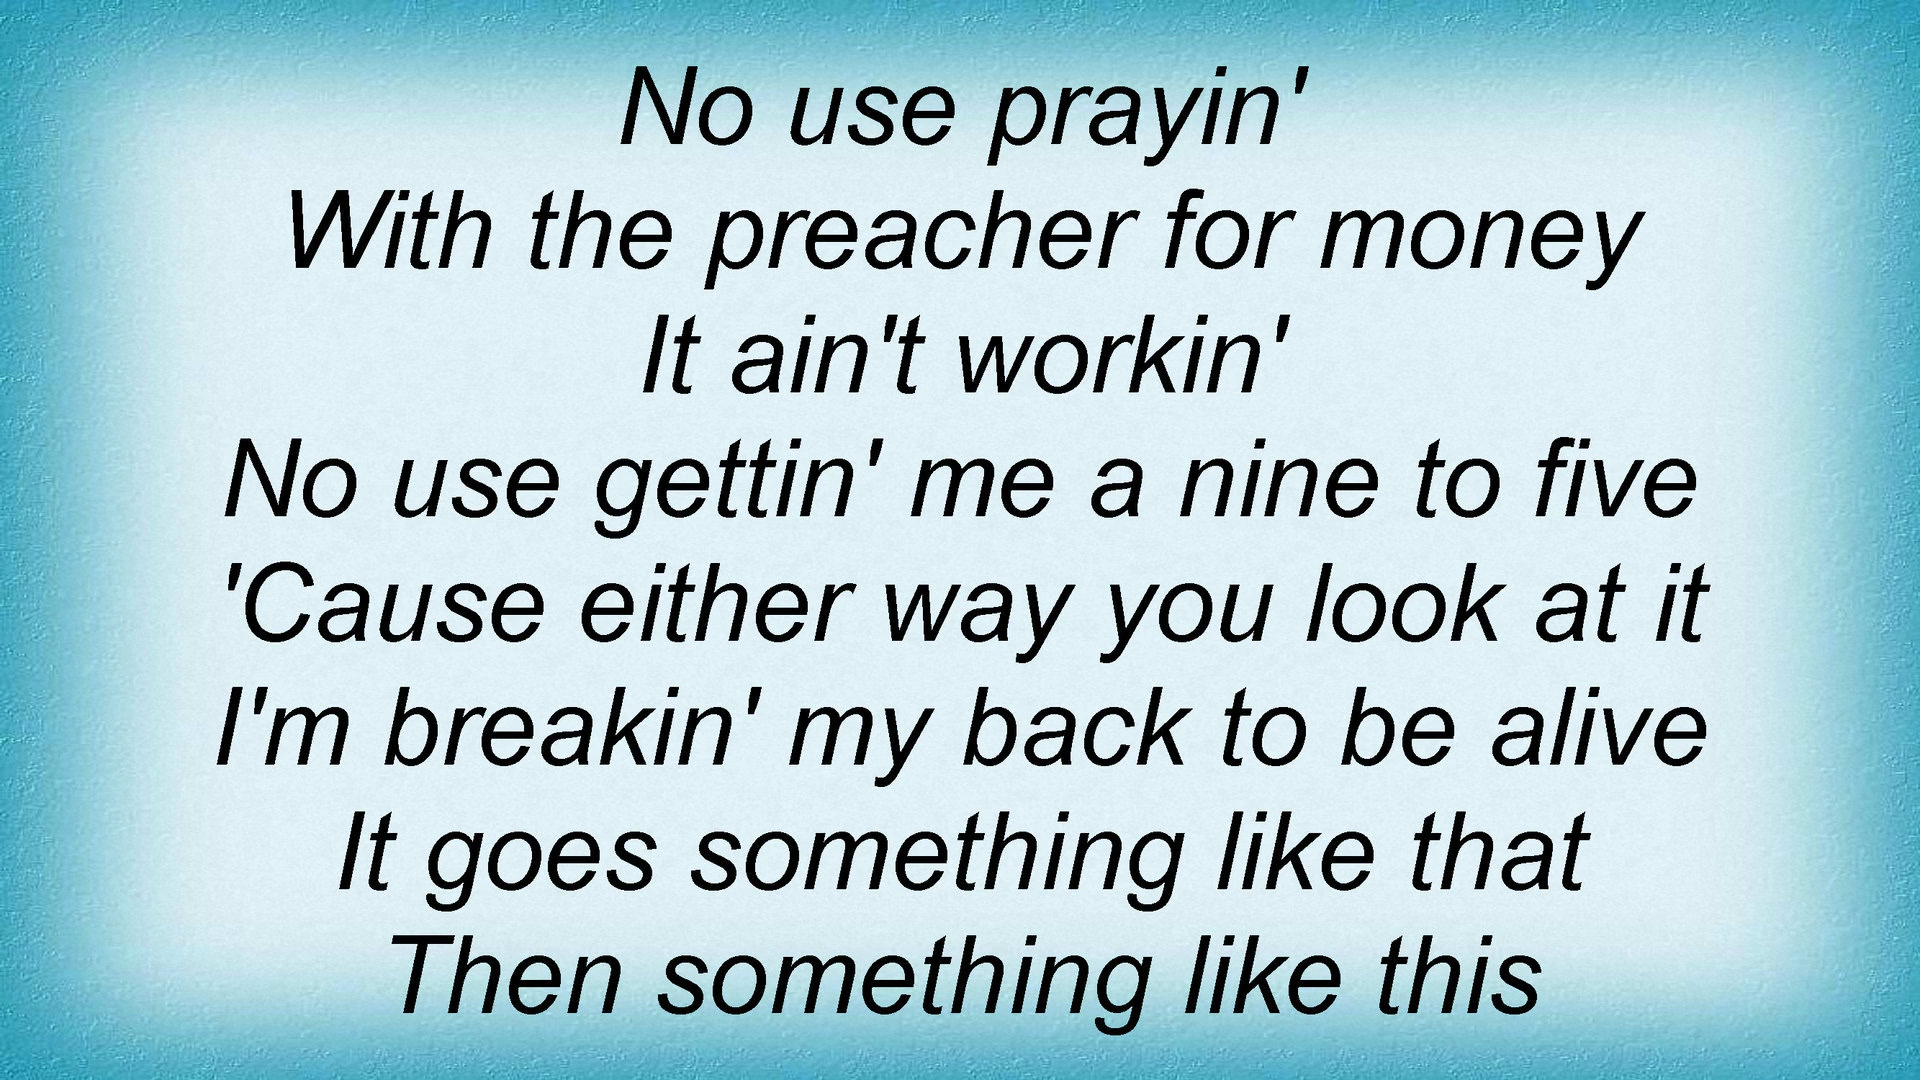 No use prayin'
With the preacher for money
It ain't workin'
No use gettin' me a nine to five
'Cause either way you look at it
I'm breakin' my back to be alive
It goes something like that
Then something like this